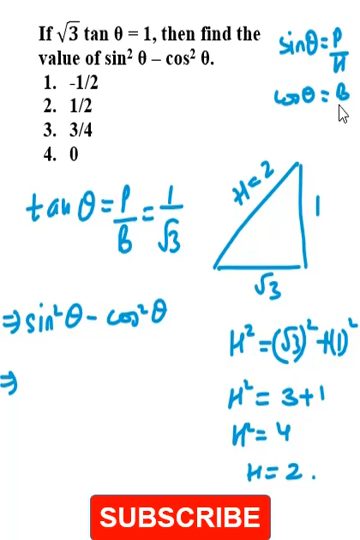 If √3 tan θ = 1, then find the
value of sin² θ – cos² θ.
1. -1/2
2. 1/2
3. 3/4
4. 0
sinθ = P/H
cosθ = B
tanθ = P/B = 1/√3
H = 2
1
√3
⇒ sin²θ – cos²θ
⇒
H² = (√3)² + (1)²
H² = 3+1
H² = 4
H = 2.
SUBSCRIBE